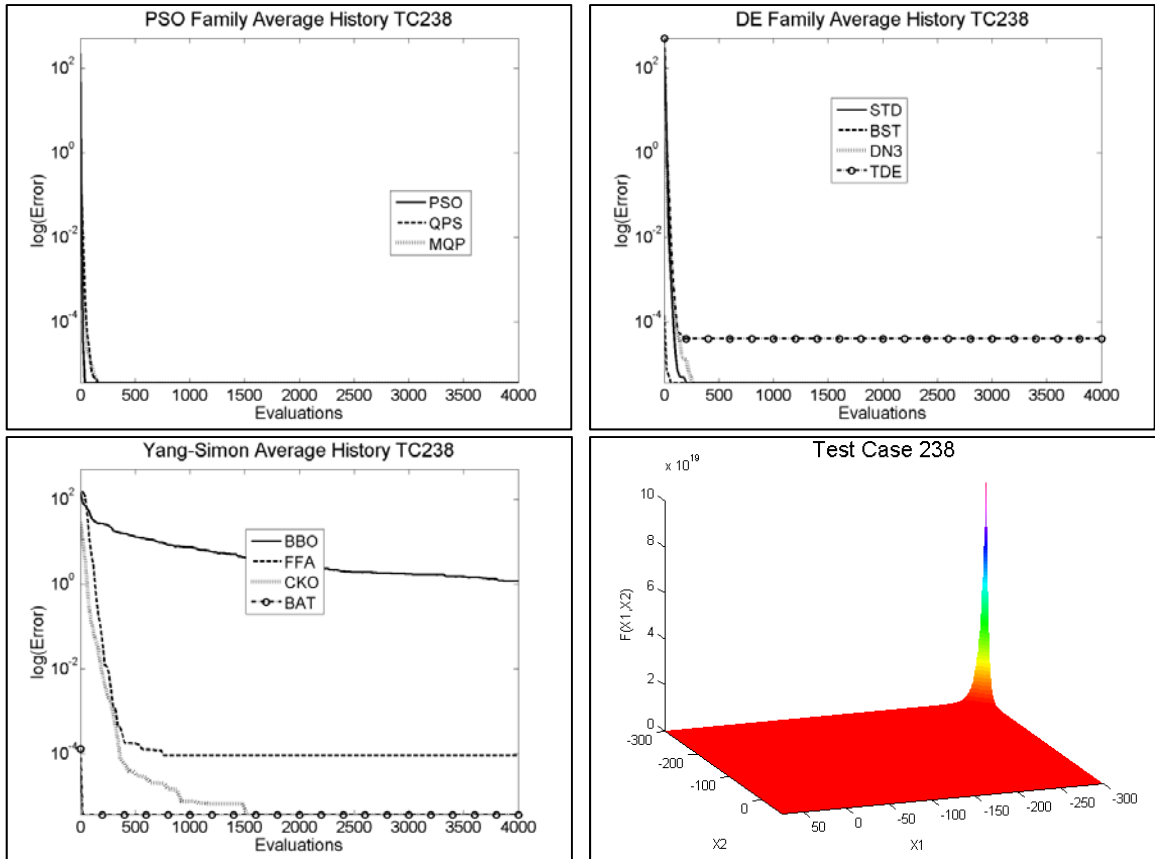 PSO Family Average History TC238
log(Error)
10^2
10^0
10^-2
10^-4
PSO
QPS
MQP
0 500 1000 1500 2000 2500 3000 3500 4000
Evaluations
DE Family Average History TC238
log(Error)
10^2
10^0
10^-2
10^-4
STD
BST
DN3
TDE
0 500 1000 1500 2000 2500 3000 3500 4000
Evaluations
Yang-Simon Average History TC238
log(Error)
10^2
10^0
10^-2
10^-4
BBO
FFA
CKO
BAT
0 500 1000 1500 2000 2500 3000 3500 4000
Evaluations
Test Case 238
x 10^19
F(X1,X2)
10
8
6
4
2
0
-300
-200
-100
0
X2
50 0 -50 -100 -150 -200 -250 -300
X1